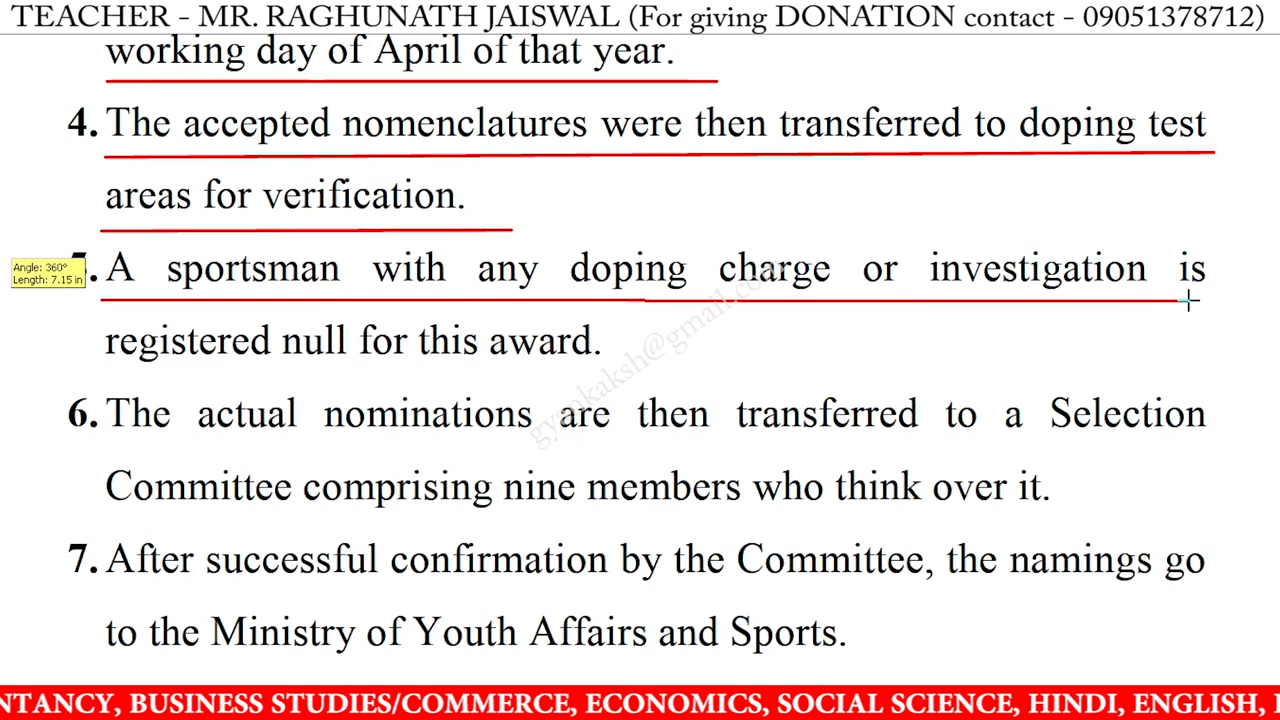 TEACHER - MR. RAGHUNATH JAISWAL (For giving DONATION contact - 09051378712)
working day of April of that year.
4. The accepted nomenclatures were then transferred to doping test
areas for verification.
Angle: 360°
Length: 7.15 in
5. A sportsman with any doping charge or investigation is
registered null for this award.
gyankaksh@gmail.com
6. The actual nominations are then transferred to a Selection
Committee comprising nine members who think over it.
7. After successful confirmation by the Committee, the namings go
to the Ministry of Youth Affairs and Sports.
NTANCY, BUSINESS STUDIES/COMMERCE, ECONOMICS, SOCIAL SCIENCE, HINDI, ENGLISH,